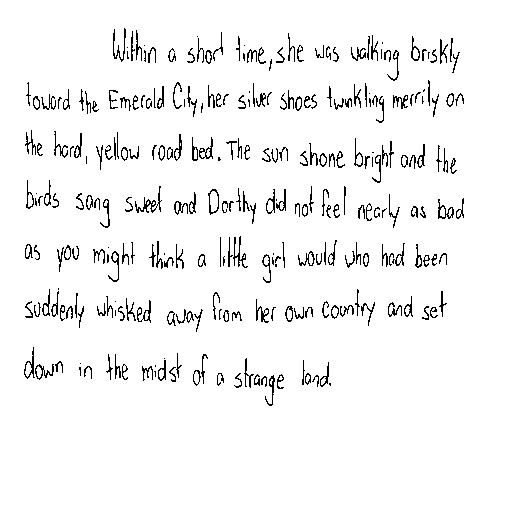 Within a short time, she was walking briskly
toward the Emerald City, her silver shoes twinkling merrily on
the hard, yellow road bed. The sun shone bright and the
birds sang sweet and Dorthy did not feel nearly as bad
as you might think a little girl would who had been
suddenly whisked away from her own country and set
down in the midst of a strange land.